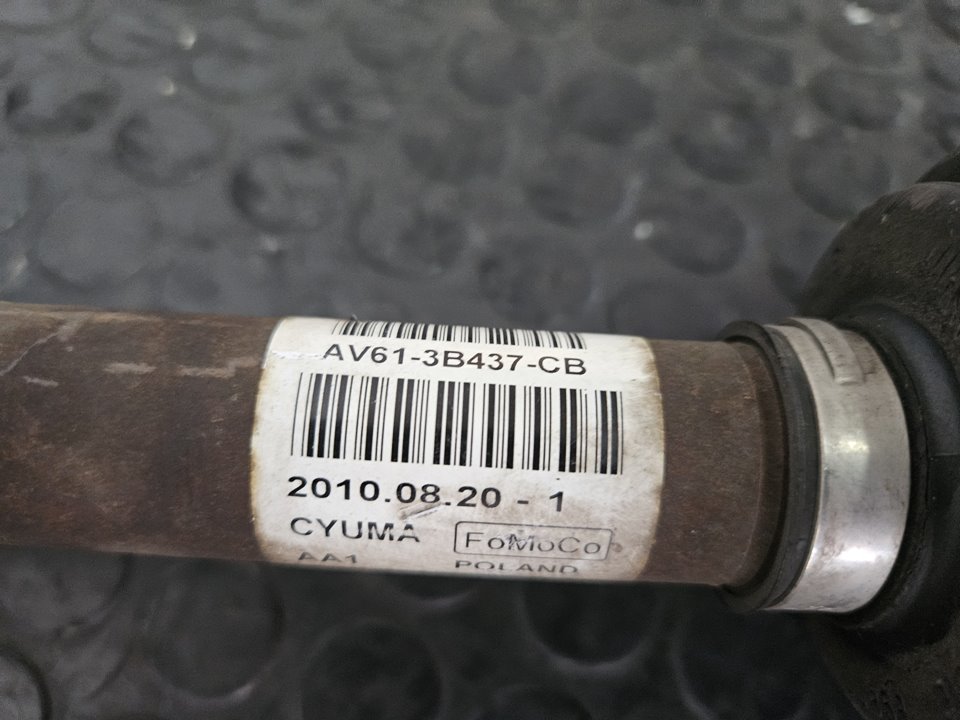 AV61-3B437-CB
2010.08.20 - 1
CYUMA FoMoCo
AA1 POLAND